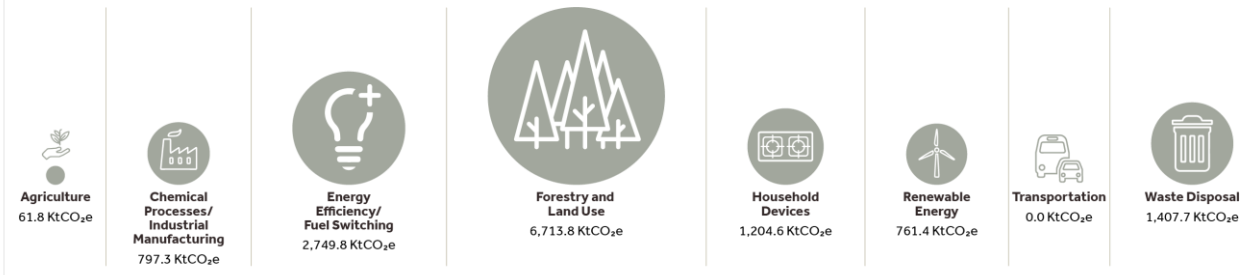 Agriculture
61.8 KtCO₂e
Chemical
Processes/
Industrial
Manufacturing
797.3 KtCO₂e
Energy
Efficiency/
Fuel Switching
2,749.8 KtCO₂e
Forestry and
Land Use
6,713.8 KtCO₂e
Household
Devices
1,204.6 KtCO₂e
Renewable
Energy
761.4 KtCO₂e
Transportation
0.0 KtCO₂e
Waste Disposal
1,407.7 KtCO₂e